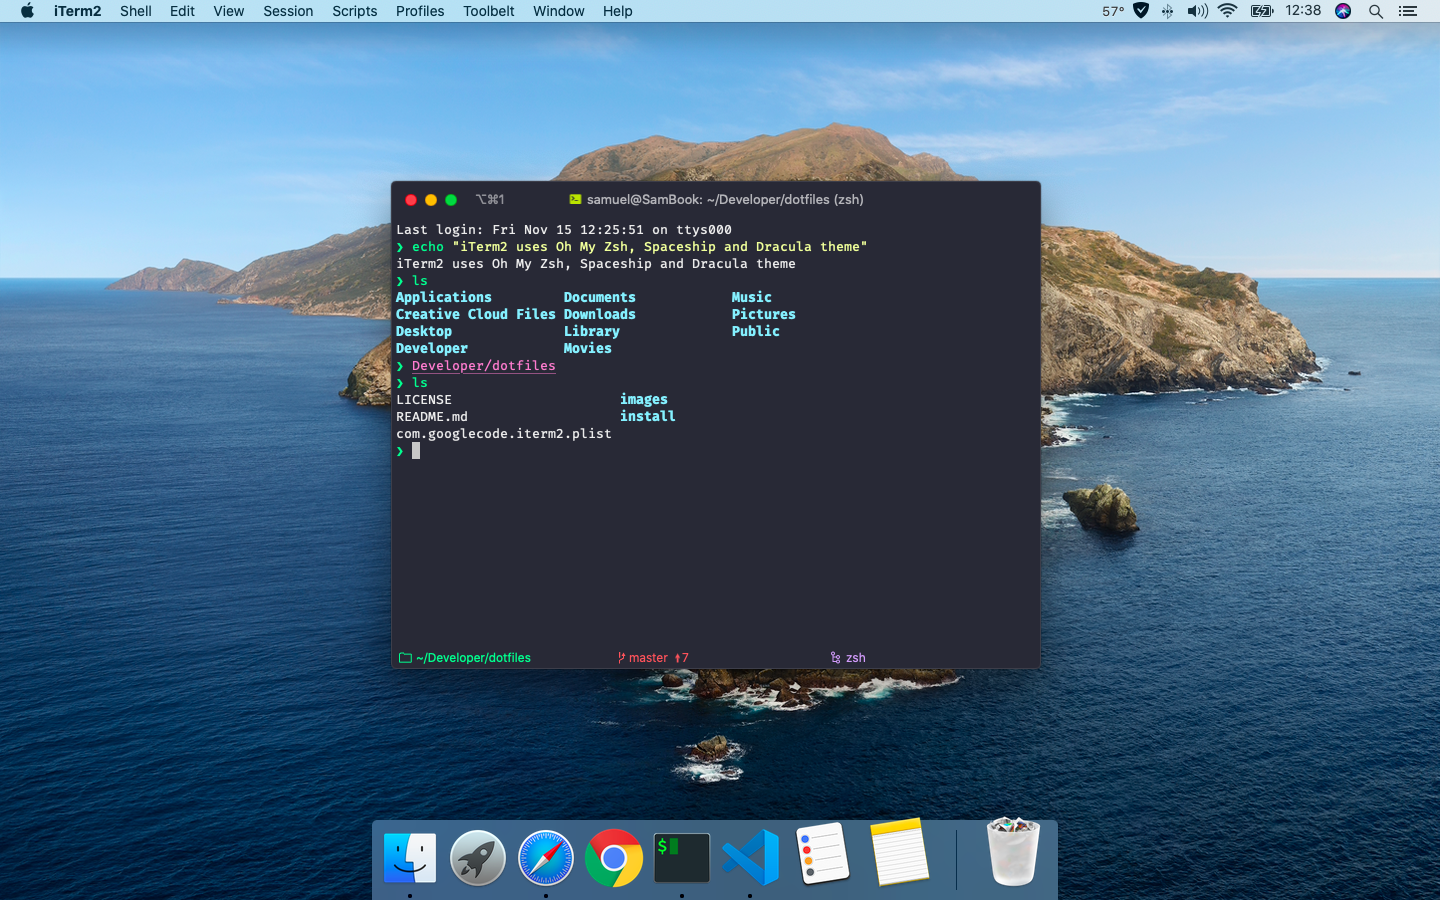 iTerm2 Shell Edit View Session Scripts Profiles Toolbelt Window Help 57° 12:38
⌥⌘1 samuel@SamBook: ~/Developer/dotfiles (zsh)
Last login: Fri Nov 15 12:25:51 on ttys000
❯ echo "iTerm2 uses Oh My Zsh, Spaceship and Dracula theme"
iTerm2 uses Oh My Zsh, Spaceship and Dracula theme
❯ ls
Applications Documents Music
Creative Cloud Files Downloads Pictures
Desktop Library Public
Developer Movies
❯ Developer/dotfiles
❯ ls
LICENSE images
README.md install
com.googlecode.iterm2.plist
❯
~/Developer/dotfiles master ⬆7 zsh
$